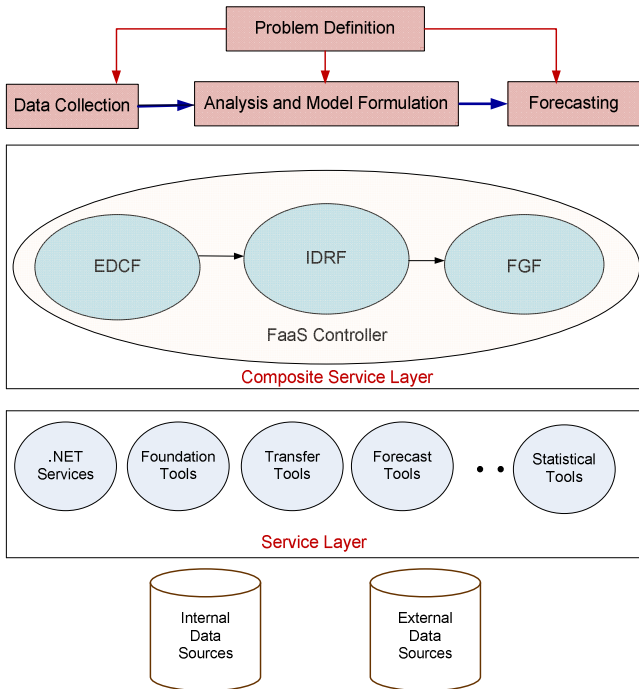 Problem Definition
Data Collection
Analysis and Model Formulation
Forecasting
EDCF
IDRF
FGF
FaaS Controller
Composite Service Layer
.NET
Services
Foundation
Tools
Transfer
Tools
Forecast
Tools
Statistical
Tools
Service Layer
Internal
Data
Sources
External
Data
Sources